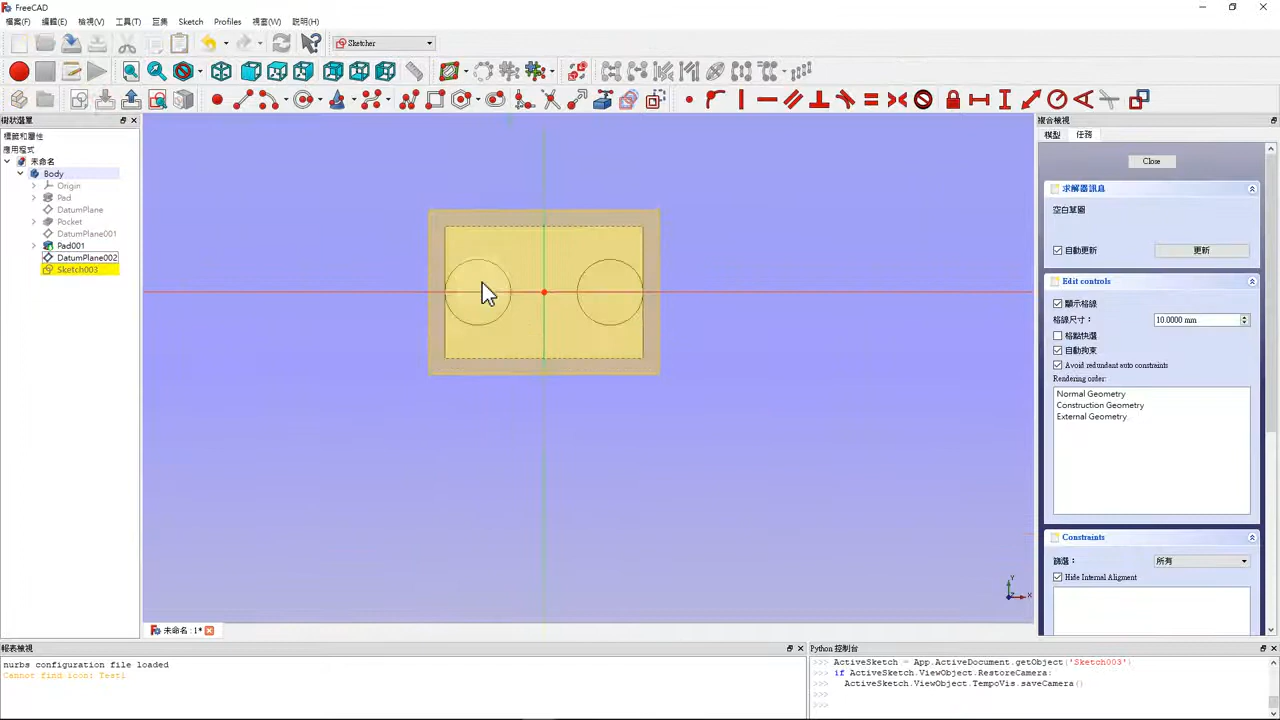 FreeCAD
檔案(F) 編輯(E) 檢視(V) 工具(T) 巨集 Sketch Profiles 視窗(W) 説明(H)
Sketcher
樹狀選單
標籤和屬性
應用程式
未命名
Body
Origin
Pad
DatumPlane
Pocket
DatumPlane001
Pad001
DatumPlane002
Sketch003
Y
Z
X
未命名 : 1*
複合檢視
模型 任務
Close
求解器訊息
空白草圖
自動更新 更新
Edit controls
顯示格線
格線尺寸：
10.0000 mm
格點快選
自動拘束
Avoid redundant auto constraints
Rendering order:
Normal Geometry
Construction Geometry
External Geometry
Constraints
篩選： 所有
Hide Internal Aligment
報表檢視
nurbs configuration file loaded
Cannot find icon: Testi
Python 控制台
>>> ActiveSketch = App.ActiveDocument.getObject('Sketch003')
>>> if ActiveSketch.ViewObject.RestoreCamera:
>>> ActiveSketch.ViewObject.TempoVis.saveCamera()
>>>
>>>